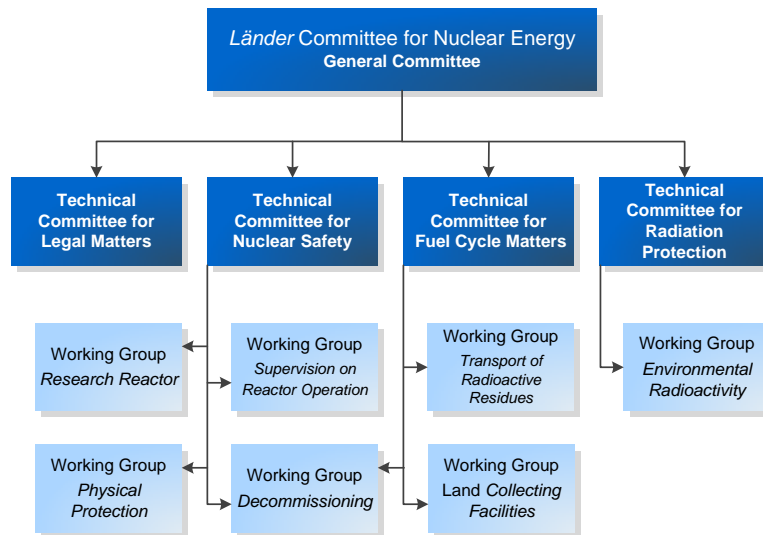 Länder Committee for Nuclear Energy
General Committee
Technical
Committee for
Legal Matters
Technical
Committee for
Nuclear Safety
Technical
Committee for
Fuel Cycle Matters
Technical
Committee for
Radiation
Protection
Working Group
Research Reactor
Working Group
Supervision on
Reactor Operation
Working Group
Transport of
Radioactive
Residues
Working Group
Environmental
Radioactivity
Working Group
Physical
Protection
Working Group
Decommissioning
Working Group
Land Collecting
Facilities